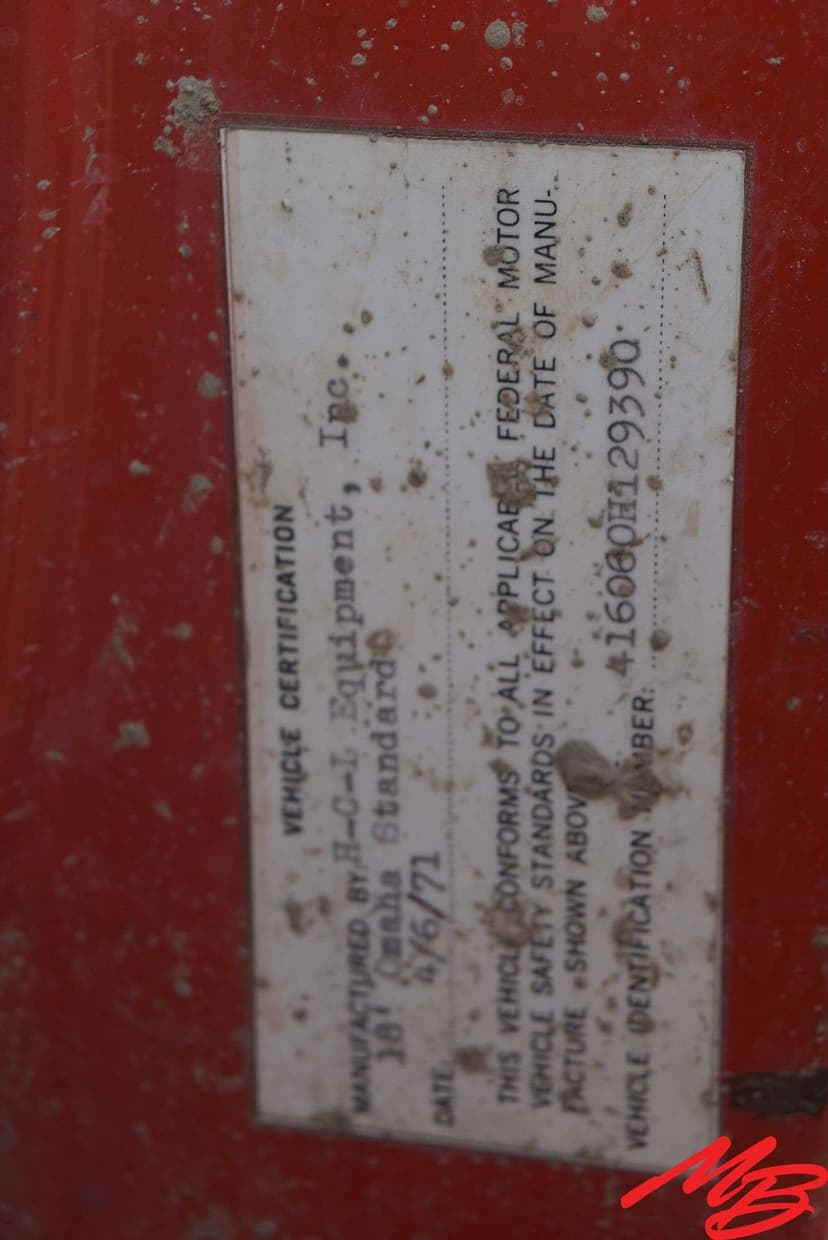 VEHICLE CERTIFICATION
MANUFACTURED BY H-C-L Equipment, Inc.
18' Omaha Standard
DATE 4/6/71
THIS VEHICLE CONFORMS TO ALL APPLICABLE FEDERAL MOTOR
VEHICLE SAFETY STANDARDS IN EFFECT ON THE DATE OF MANU-
FACTURE SHOWN ABOVE
VEHICLE IDENTIFICATION NUMBER:
MB